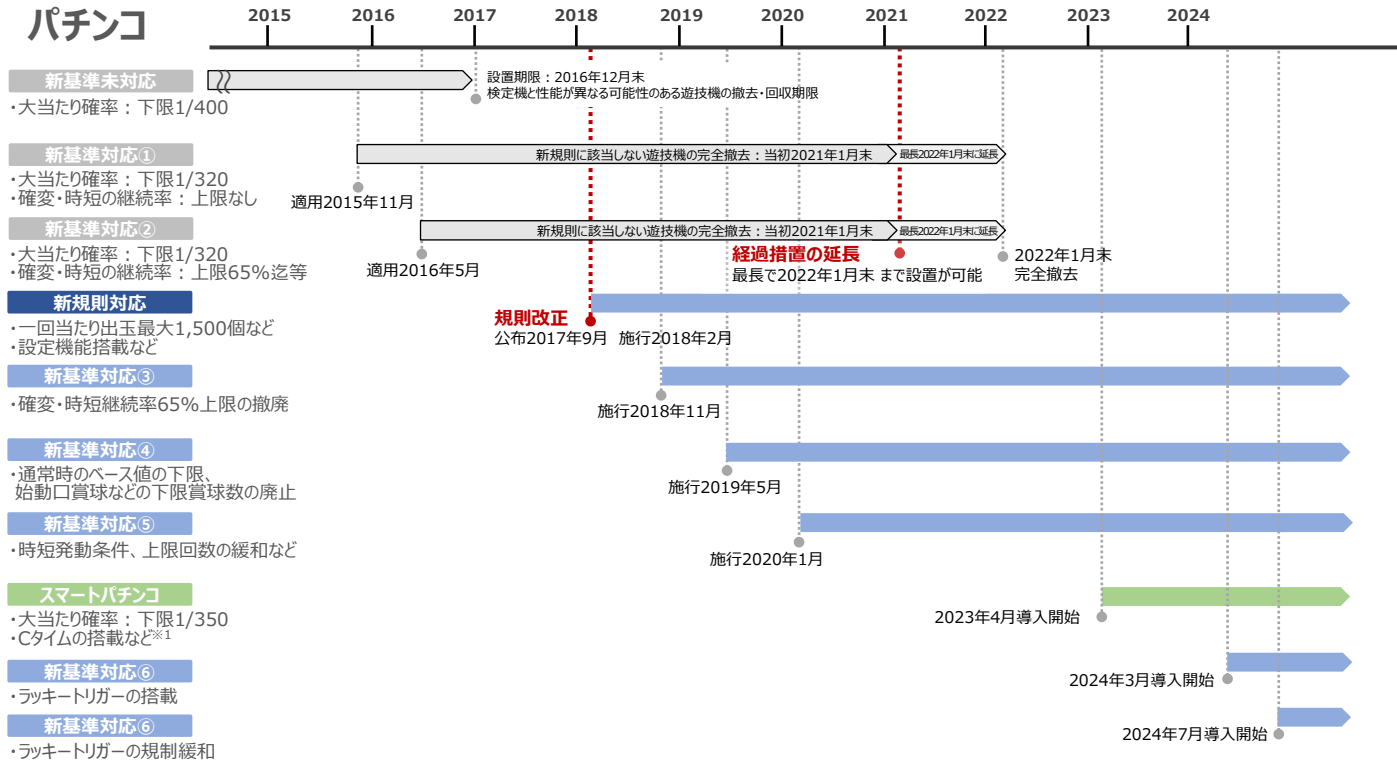 パチンコ
2015 2016 2017 2018 2019 2020 2021 2022 2023 2024
新基準未対応
・大当たり確率：下限1/400
設置期限：2016年12月末
検定機と性能が異なる可能性のある遊技機の撤去・回収期限
新基準対応①
・大当たり確率：下限1/320
・確変・時短の継続率：上限なし
新規則に該当しない遊技機の完全撤去：当初2021年1月末
最長2022年1月末に延長
適用2015年11月
新基準対応②
・大当たり確率：下限1/320
・確変・時短の継続率：上限65%迄等
新規則に該当しない遊技機の完全撤去：当初2021年1月末
最長2022年1月末に延長
適用2016年5月
経過措置の延長
最長で2022年1月末 まで設置が可能
2022年1月末
完全撤去
新規則対応
・一回当たり出玉最大1,500個など
・設定機能搭載など
規則改正
公布2017年9月 施行2018年2月
新基準対応③
・確変・時短継続率65%上限の撤廃
施行2018年11月
新基準対応④
・通常時のベース値の下限、
始動口賞球などの下限賞球数の廃止
施行2019年5月
新基準対応⑤
・時短発動条件、上限回数の緩和など
施行2020年1月
スマートパチンコ
・大当たり確率：下限1/350
・Cタイムの搭載など※1
2023年4月導入開始
新基準対応⑥
・ラッキートリガーの搭載
2024年3月導入開始
新基準対応⑥
・ラッキートリガーの規制緩和
2024年7月導入開始